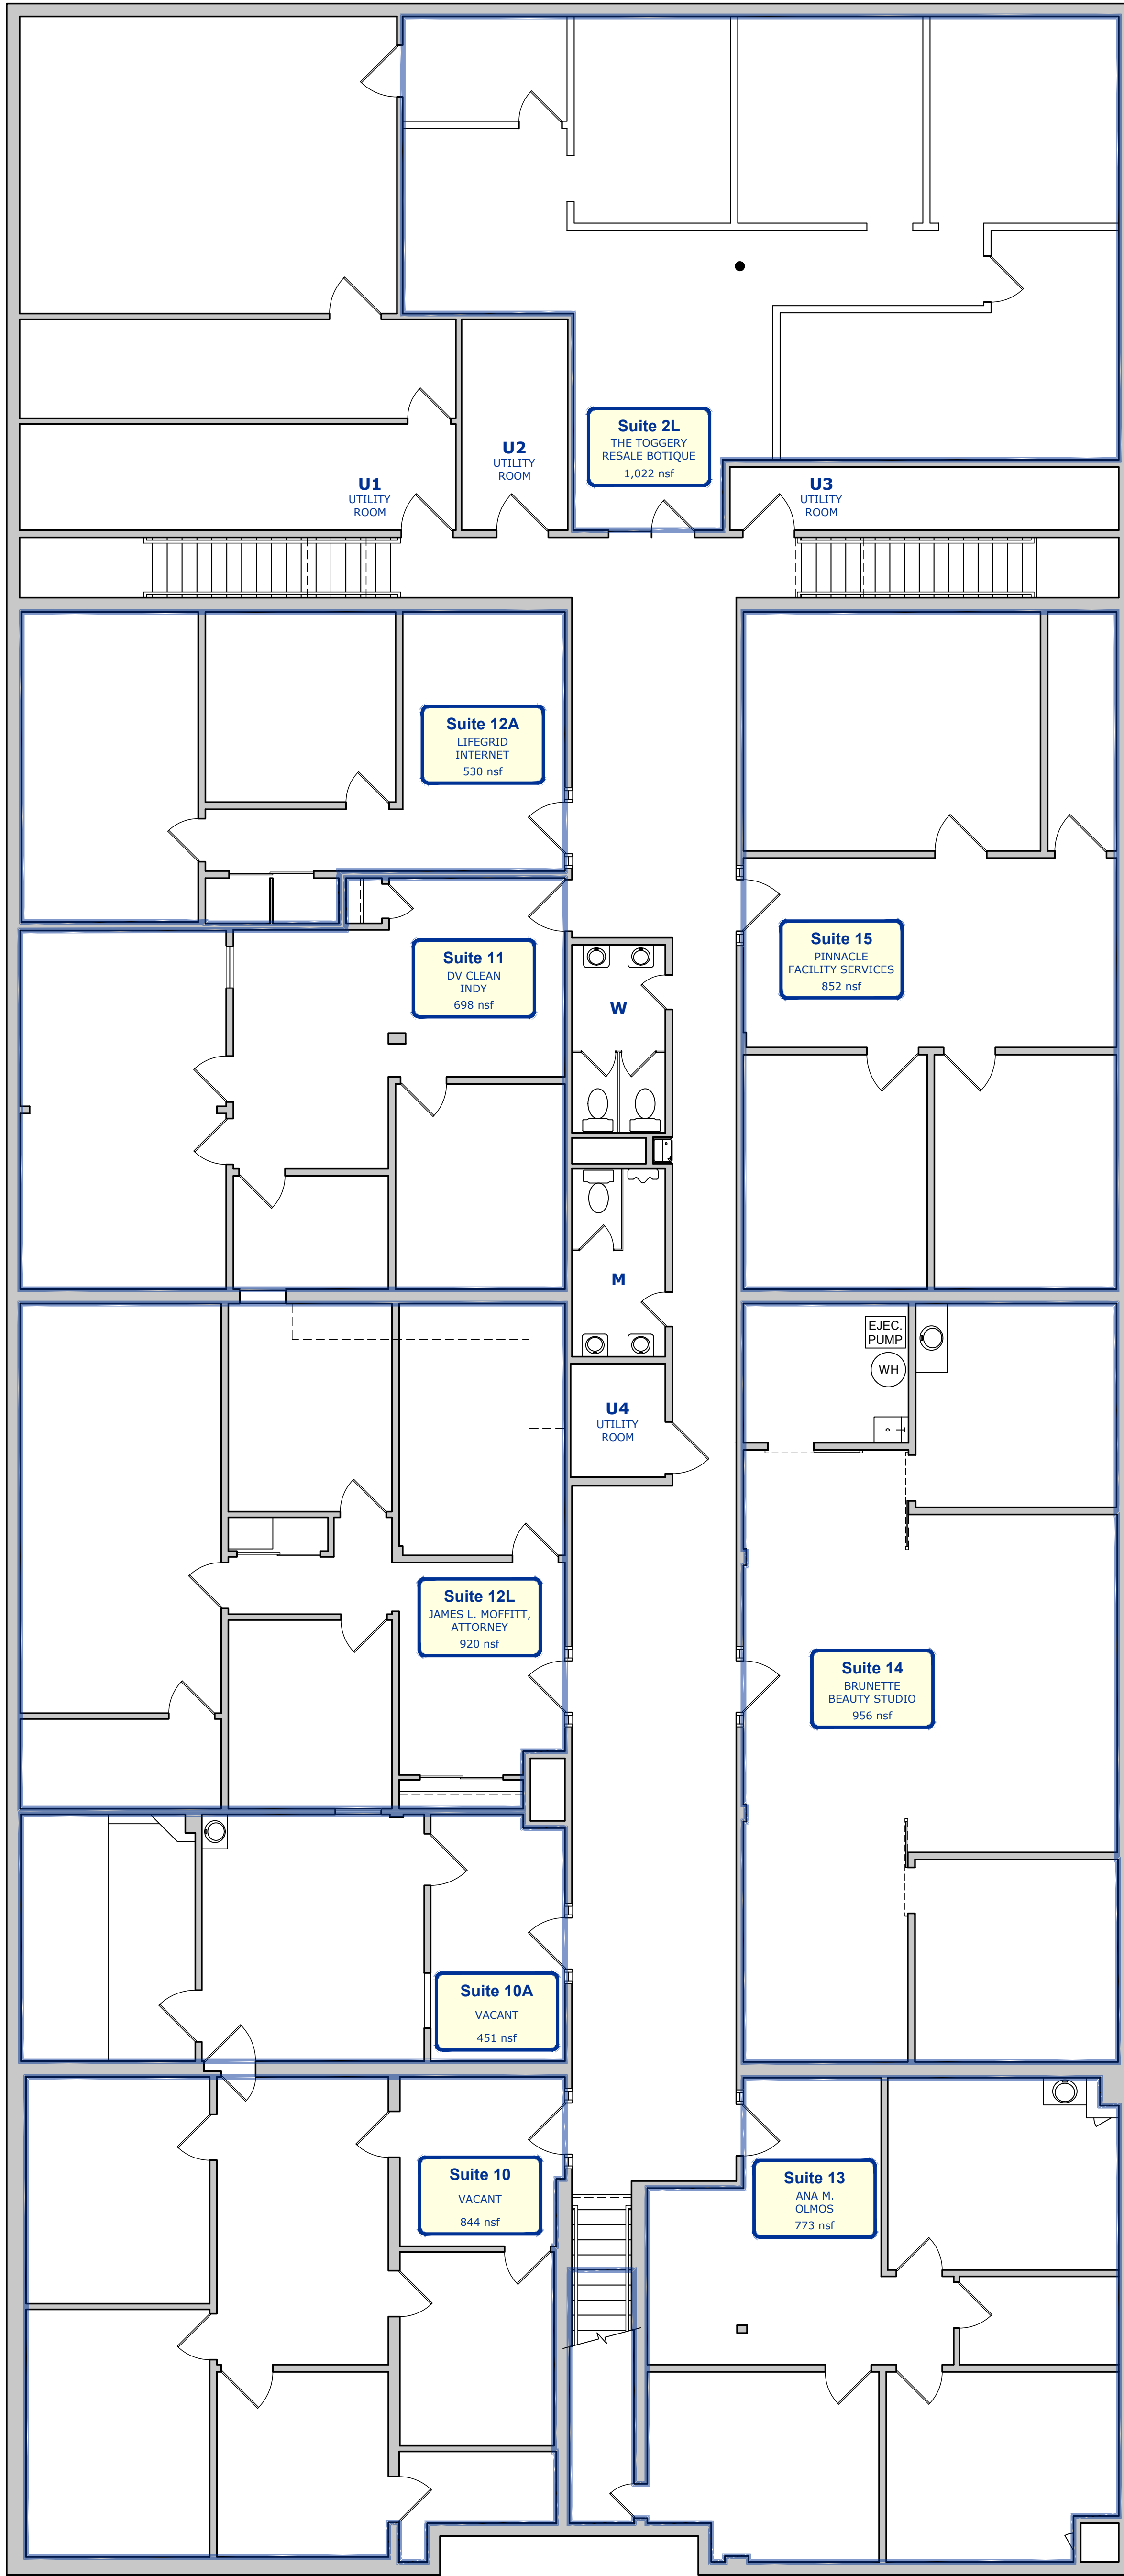 Suite 2L
THE TOGGERY
RESALE BOTIQUE
1,022 nsf
U2
UTILITY
ROOM
U1
UTILITY
ROOM
U3
UTILITY
ROOM
Suite 12A
LIFEGRID
INTERNET
530 nsf
Suite 11
DV CLEAN
INDY
698 nsf
W
Suite 15
PINNACLE
FACILITY SERVICES
852 nsf
M
EJEC.
PUMP
WH
U4
UTILITY
ROOM
Suite 12L
JAMES L. MOFFITT,
ATTORNEY
920 nsf
Suite 14
BRUNETTE
BEAUTY STUDIO
956 nsf
Suite 10A
VACANT
451 nsf
Suite 10
VACANT
844 nsf
Suite 13
ANA M.
OLMOS
773 nsf